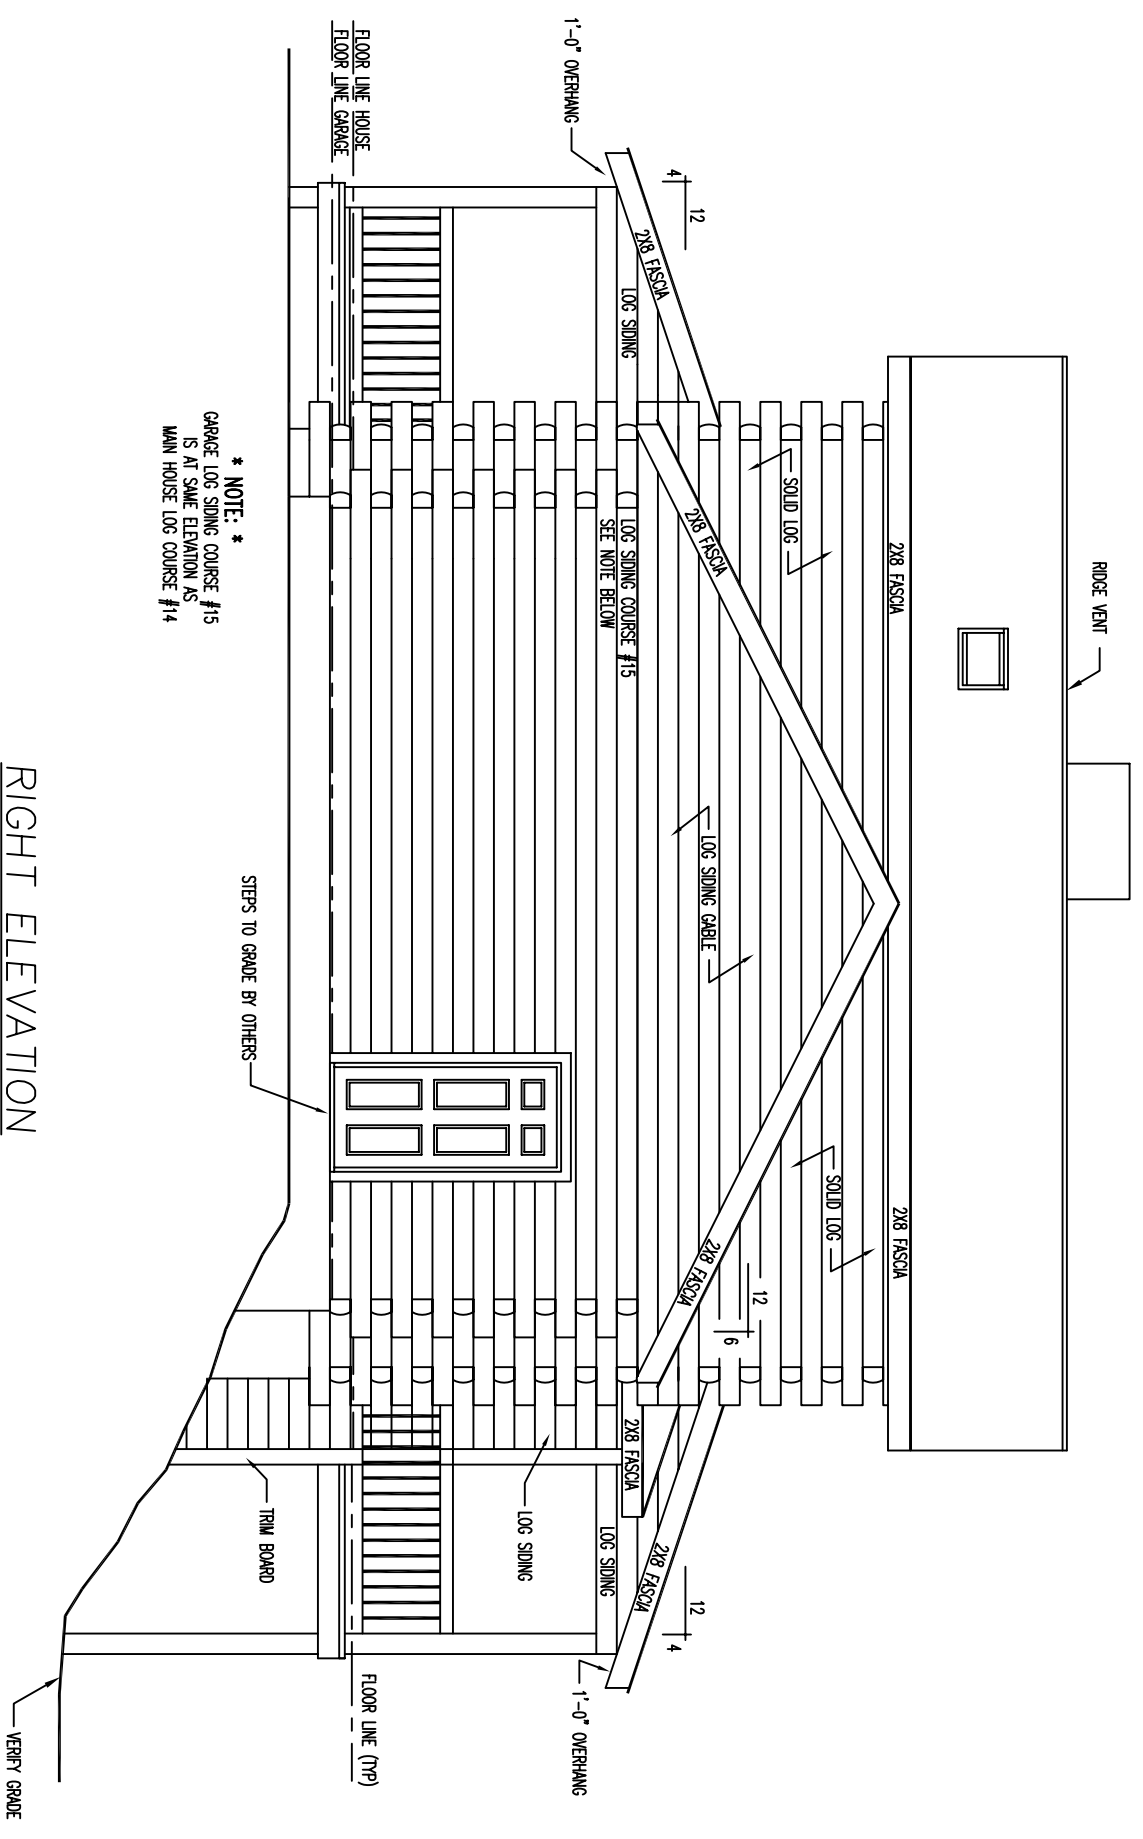 RIDGE VENT
2X8 FASCIA
2X8 FASCIA
SOLID LOG
SOLID LOG
12
4
2X8 FASCIA
2X8 FASCIA
1'-0" OVERHANG
LOG SIDING
LOG SIDING COURSE #15
SEE NOTE BELOW
LOG SIDING GABLE
12
6
2X8 FASCIA
2X8 FASCIA
12
4
2X8 FASCIA
LOG SIDING
1'-0" OVERHANG
LOG SIDING
FLOOR LINE HOUSE
FLOOR LINE GARAGE
FLOOR LINE (TYP)
STEPS TO GRADE BY OTHERS
TRIM BOARD
* NOTE: *
GARAGE LOG SIDING COURSE #15
IS AT SAME ELEVATION AS
MAIN HOUSE LOG COURSE #14
VERIFY GRADE
RIGHT ELEVATION